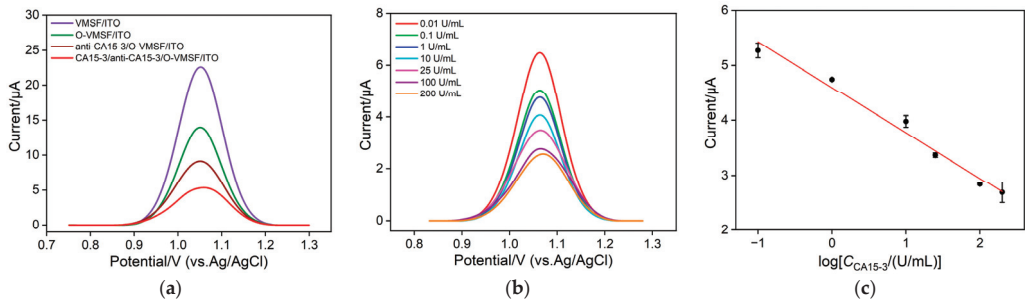 VMSF/ITO
O-VMSF/ITO
anti-CA15-3/O-VMSF/ITO
CA15-3/anti-CA15-3/O-VMSF/ITO
Current/μA
30
25
20
15
10
5
0
0.7 0.8 0.9 1.0 1.1 1.2 1.3
Potential/V (vs.Ag/AgCl)
(a)
0.01 U/mL
0.1 U/mL
1 U/mL
10 U/mL
25 U/mL
100 U/mL
200 U/mL
Current/μA
8
6
4
2
0
0.8 0.9 1.0 1.1 1.2 1.3
Potential/V (vs.Ag/AgCl)
(b)
Current/μA
6
5
4
3
2
−1 0 1 2
log[CCA15-3/(U/mL)]
(c)